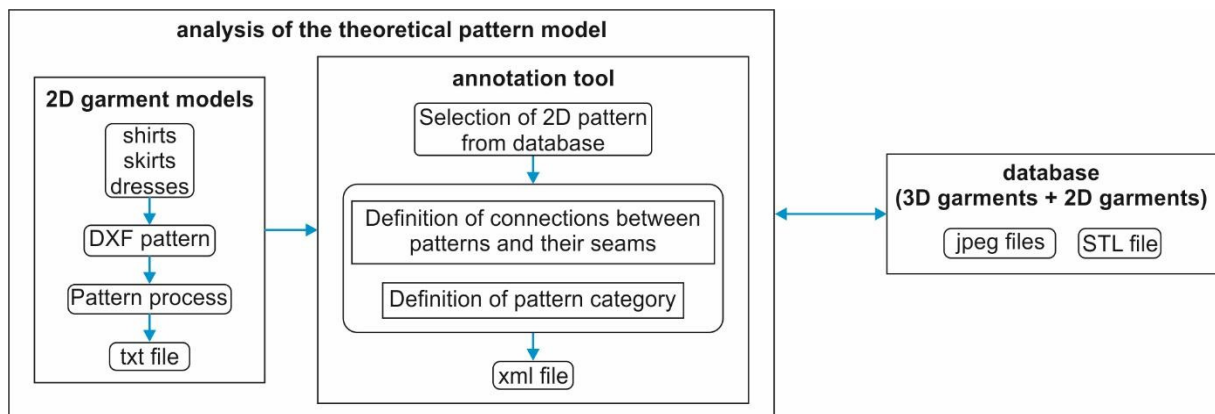 analysis of the theoretical pattern model
2D garment models
shirts
skirts
dresses
DXF pattern
Pattern process
txt file
annotation tool
Selection of 2D pattern
from database
Definition of connections between
patterns and their seams
Definition of pattern category
xml file
database
(3D garments + 2D garments)
jpeg files
STL file